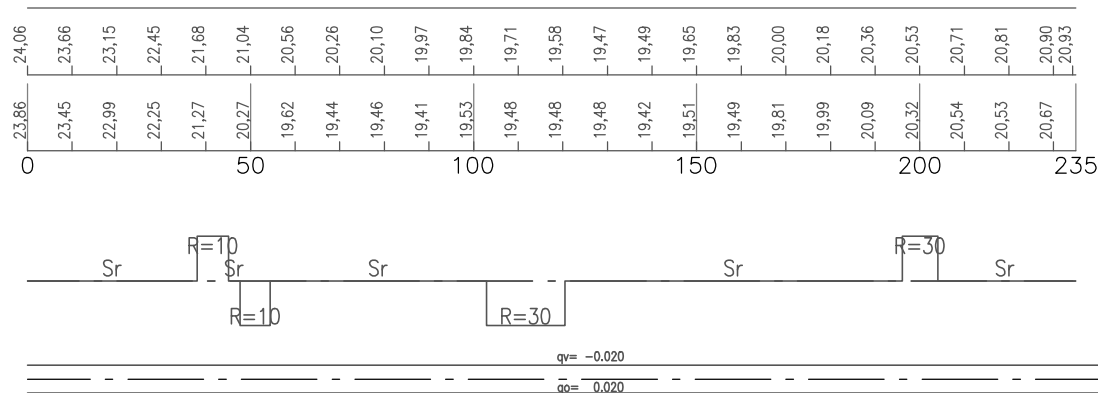 24,06 23,66 23,15 22,45 21,68 21,04 20,56 20,26 20,10 19,97 19,84 19,71 19,58 19,47 19,49 19,65 19,83 20,00 20,18 20,36 20,53 20,71 20,81 20,90 20,93
23,86 23,45 22,99 22,25 21,27 20,27 19,62 19,44 19,46 19,41 19,53 19,48 19,48 19,48 19,42 19,51 19,49 19,81 19,99 20,09 20,32 20,54 20,53 20,67
0 50 100 150 200 235
R=10 R=30
Sr Sr Sr Sr Sr
R=10 R=30
qv= -0.020
qo= 0.020